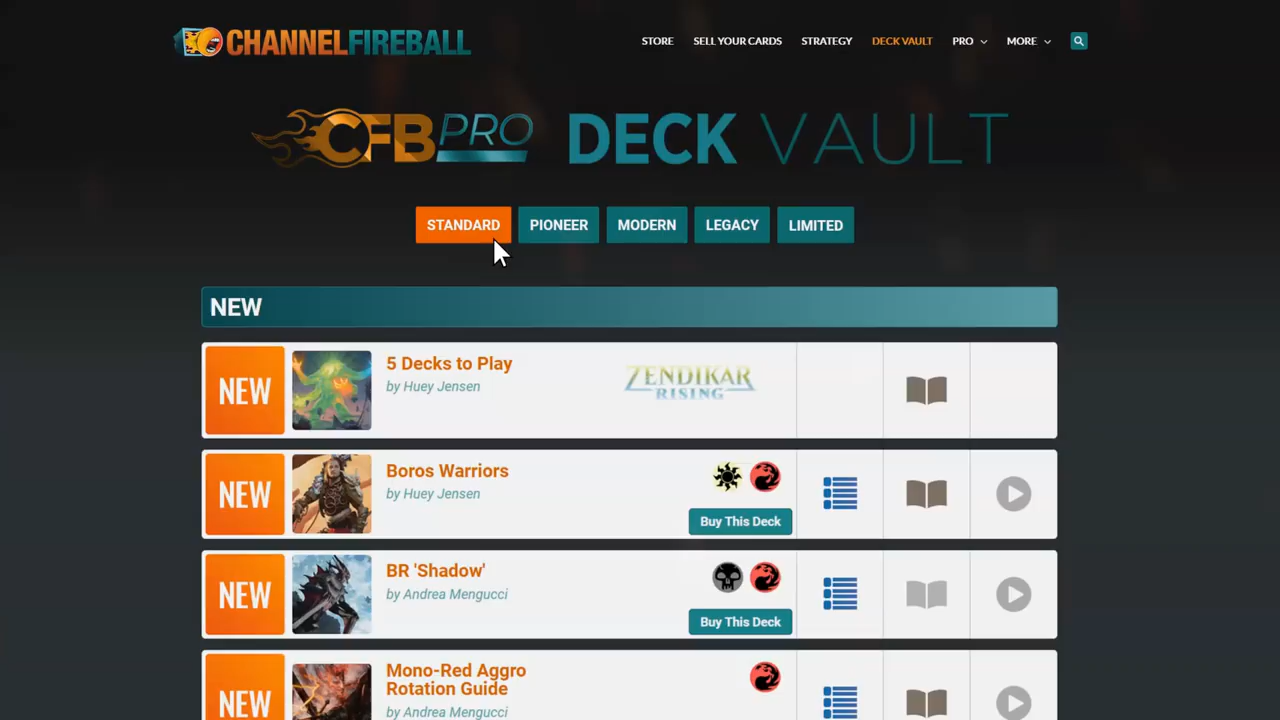 CHANNELFIREBALL
STORE SELL YOUR CARDS STRATEGY DECK VAULT PRO MORE
CFB PRO DECK VAULT
STANDARD PIONEER MODERN LEGACY LIMITED
NEW
NEW
5 Decks to Play
by Huey Jensen
ZENDIKAR
RISING
NEW
Boros Warriors
by Huey Jensen
Buy This Deck
NEW
BR 'Shadow'
by Andrea Mengucci
Buy This Deck
NEW
Mono-Red Aggro
Rotation Guide
by Andrea Mengucci